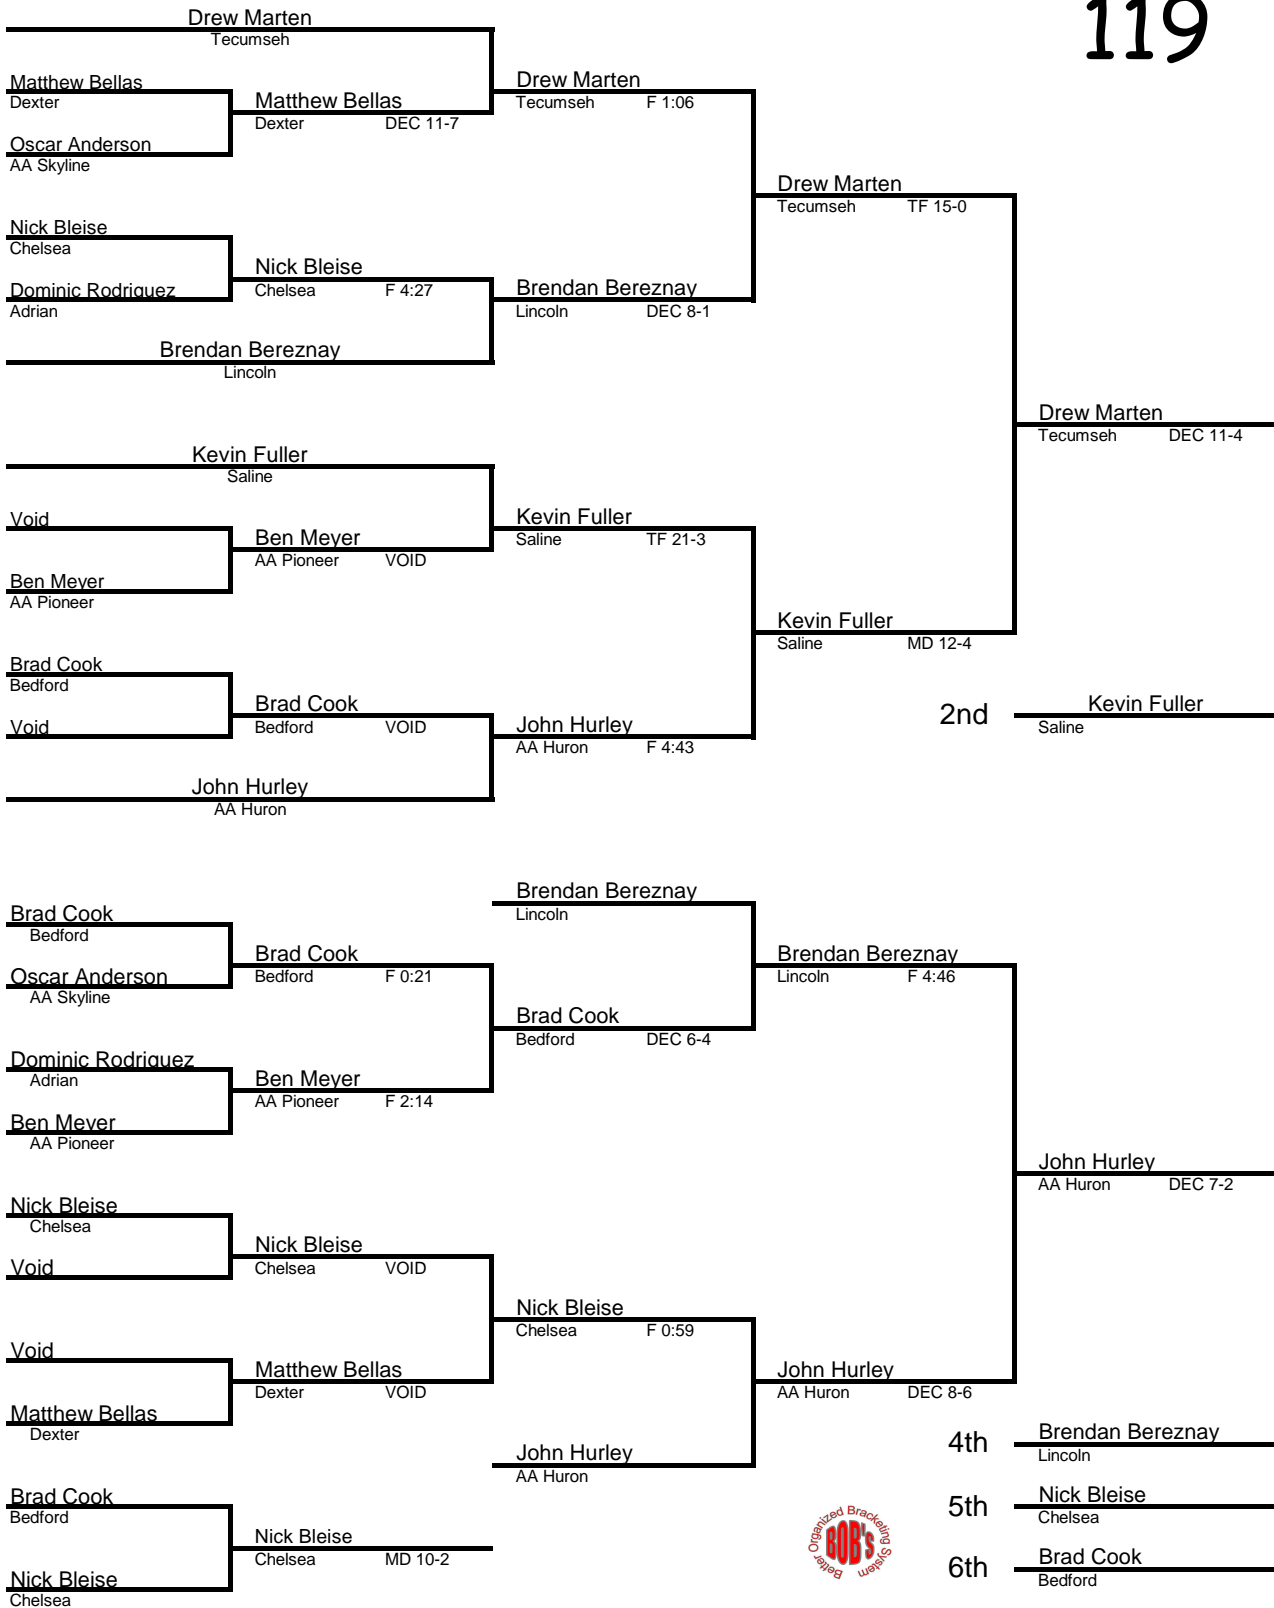 119
Drew Marten
Tecumseh
Matthew Bellas
Dexter
Matthew Bellas
Dexter DEC 11-7
Oscar Anderson
AA Skyline
Drew Marten
Tecumseh F 1:06
Nick Bleise
Chelsea
Nick Bleise
Chelsea F 4:27
Dominic Rodriguez
Adrian
Brendan Bereznay
Lincoln DEC 8-1
Brendan Bereznay
Lincoln
Drew Marten
Tecumseh TF 15-0
Kevin Fuller
Saline
Void
Ben Meyer
AA Pioneer VOID
Ben Meyer
AA Pioneer
Kevin Fuller
Saline TF 21-3
Brad Cook
Bedford
Brad Cook
Bedford VOID
Void
John Hurley
AA Huron F 4:43
John Hurley
AA Huron
Kevin Fuller
Saline MD 12-4
Drew Marten
Tecumseh DEC 11-4
2nd Kevin Fuller
Saline
Brad Cook
Bedford
Brad Cook
Bedford F 0:21
Oscar Anderson
AA Skyline
Dominic Rodriguez
Adrian
Ben Meyer
AA Pioneer F 2:14
Ben Meyer
AA Pioneer
Brendan Bereznay
Lincoln
Brad Cook
Bedford DEC 6-4
Brendan Bereznay
Lincoln F 4:46
Nick Bleise
Chelsea
Nick Bleise
Chelsea VOID
Void
Void
Matthew Bellas
Dexter VOID
Matthew Bellas
Dexter
Nick Bleise
Chelsea F 0:59
John Hurley
AA Huron
John Hurley
AA Huron DEC 8-6
John Hurley
AA Huron DEC 7-2
Brad Cook
Bedford
Nick Bleise
Chelsea MD 10-2
Nick Bleise
Chelsea
Better Organized Bracketing System
BOB'S
4th Brendan Bereznay
Lincoln
5th Nick Bleise
Chelsea
6th Brad Cook
Bedford